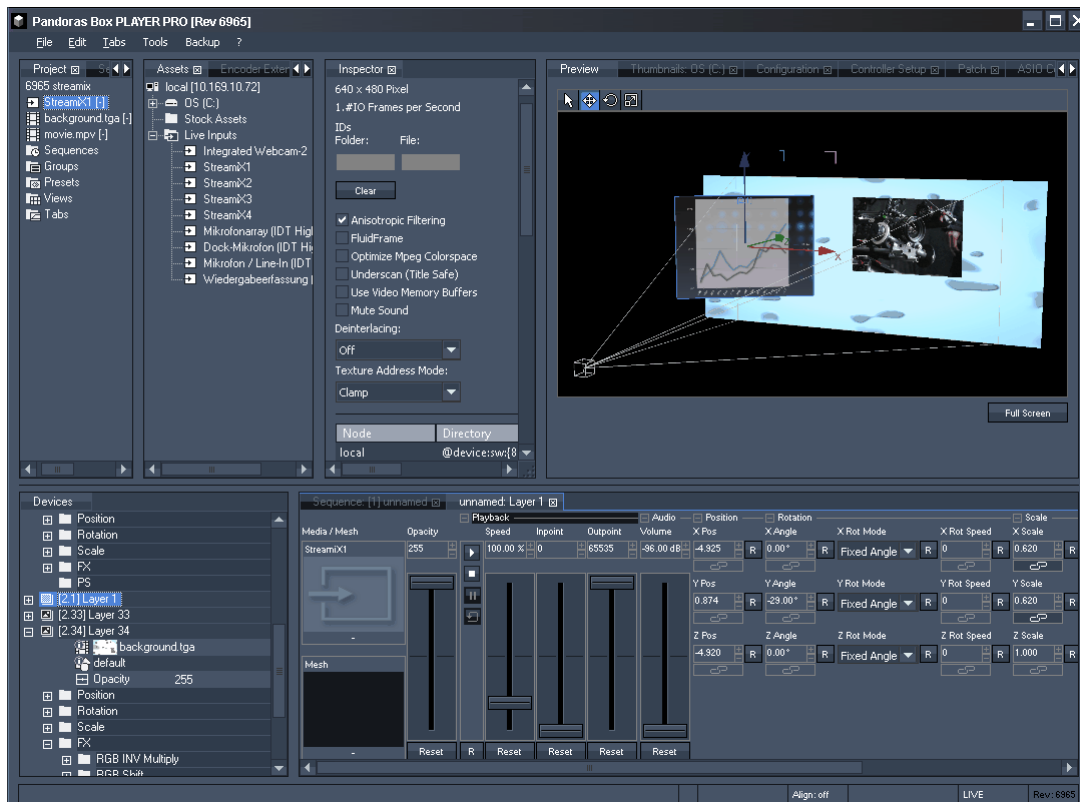 Pandoras Box PLAYER PRO [Rev 6965]
File Edit Tabs Tools Backup ?
Project
6965 streamix
StreamiX1 [-]
background.tga [-]
movie.mpv [-]
Sequences
Groups
Presets
Views
Tabs
Assets Encoder Exter
local [10.169.10.72]
OS (C:)
Stock Assets
Live Inputs
Integrated Webcam-2
StreamiX1
StreamiX2
StreamiX3
StreamiX4
Mikrofonarray (IDT High
Dock-Mikrofon (IDT Hi
Mikrofon / Line-In (IDT
Wiedergabeerfassung
Inspector
640 x 480 Pixel
1.#IO Frames per Second
IDs
Folder: File:
Clear
Anisotropic Filtering
FluidFrame
Optimize Mpeg Colorspace
Underscan (Title Safe)
Use Video Memory Buffers
Mute Sound
Deinterlacing:
Off
Texture Address Mode:
Clamp
Node Directory
local @device:sw:{8
Preview Thumbnails: OS (C:) Configuration Controller Setup Patch ASIO C
X
Full Screen
Devices
Position
Rotation
Scale
FX
PS
[2.1] Layer 1
[2.33] Layer 33
[2.34] Layer 34
background.tga
default
Opacity 255
Position
Rotation
Scale
FX
RGB INV Multiply
RGB Shift
Sequence: [1] unnamed unnamed: Layer 1
Playback Audio Position Rotation Scale
Media / Mesh Opacity Speed Inpoint Outpoint Volume X Pos X Angle X Rot Mode X Rot Speed X Scale
StreamiX1 255 100.00 % 0 65535 -96.00 dB -4.925 R 0.00° R Fixed Angle R 0 R 0.620 R
Y Pos Y Angle Y Rot Mode Y Rot Speed Y Scale
0.874 R -29.00° R Fixed Angle R 0 R 0.620 R
Z Pos Z Angle Z Rot Mode Z Rot Speed Z Scale
-4.920 R 0.00° R Fixed Angle R 0 R 1.000 R
-
Mesh
-
Reset R Reset Reset Reset Reset
Align: off LIVE Rev: 6965